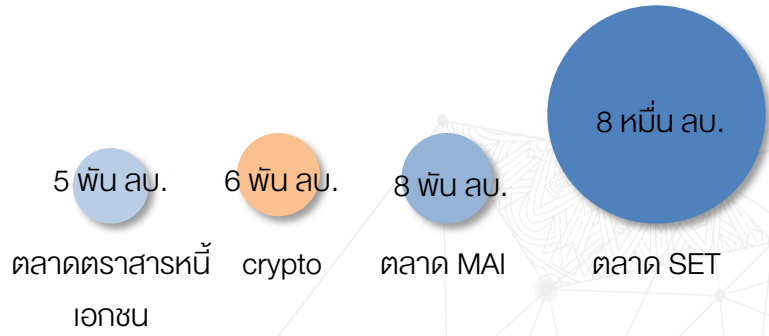 8 หมื่น ลบ.
5 พัน ลบ.
6 พัน ลบ.
8 พัน ลบ.
ตลาดตราสารหนี้
เอกชน
crypto
ตลาด MAI
ตลาด SET